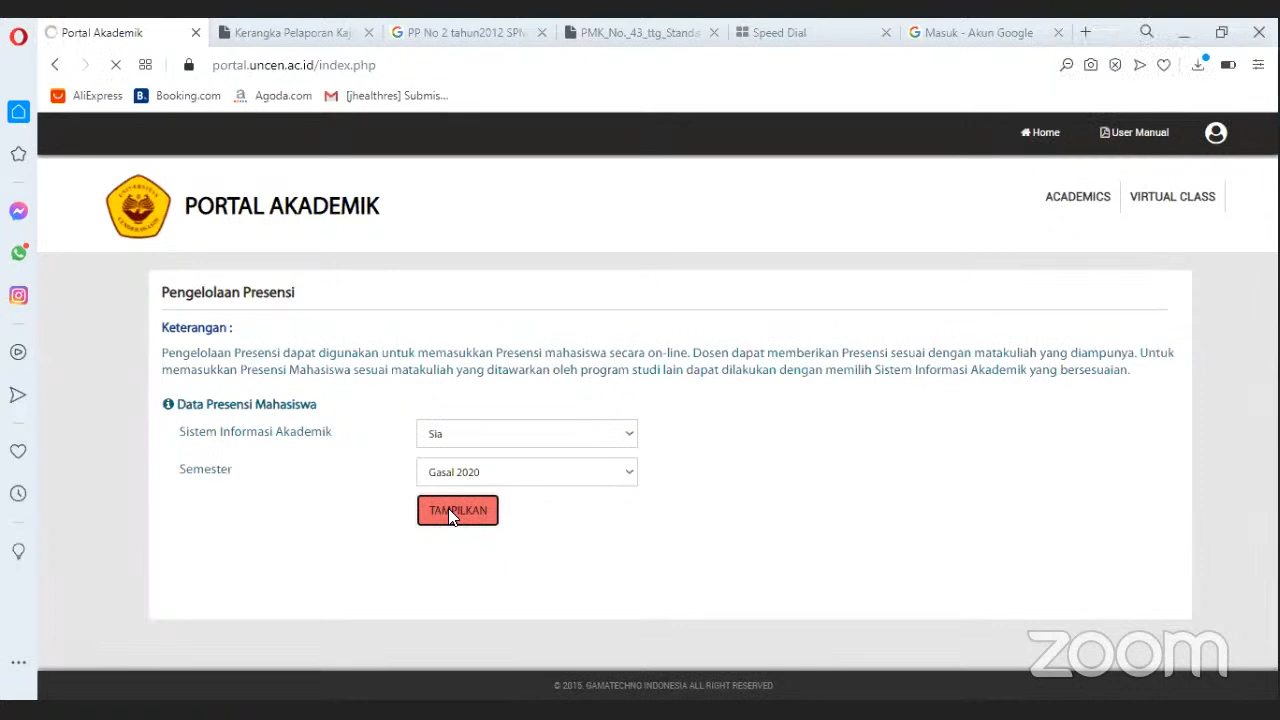 Portal Akademik
Kerangka Pelaporan Kaj
PP No 2 tahun2012 SPM
PMK_No._43_ttg_Standa
Speed Dial
Masuk - Akun Google
portal.uncen.ac.id/index.php
AliExpress
Booking.com
Agoda.com
[jhealthres] Submis...
Home
User Manual
PORTAL AKADEMIK
ACADEMICS
VIRTUAL CLASS
Pengelolaan Presensi
Keterangan :
Pengelolaan Presensi dapat digunakan untuk memasukkan Presensi mahasiswa secara on-line. Dosen dapat memberikan Presensi sesuai dengan matakuliah yang diampunya. Untuk
memasukkan Presensi Mahasiswa sesuai matakuliah yang ditawarkan oleh program studi lain dapat dilakukan dengan memilih Sistem Informasi Akademik yang bersesuaian.
Data Presensi Mahasiswa
Sistem Informasi Akademik
Sia
Semester
Gasal 2020
TAMPILKAN
zoom
© 2015. GAMATECHNO INDONESIA ALL RIGHT RESERVED